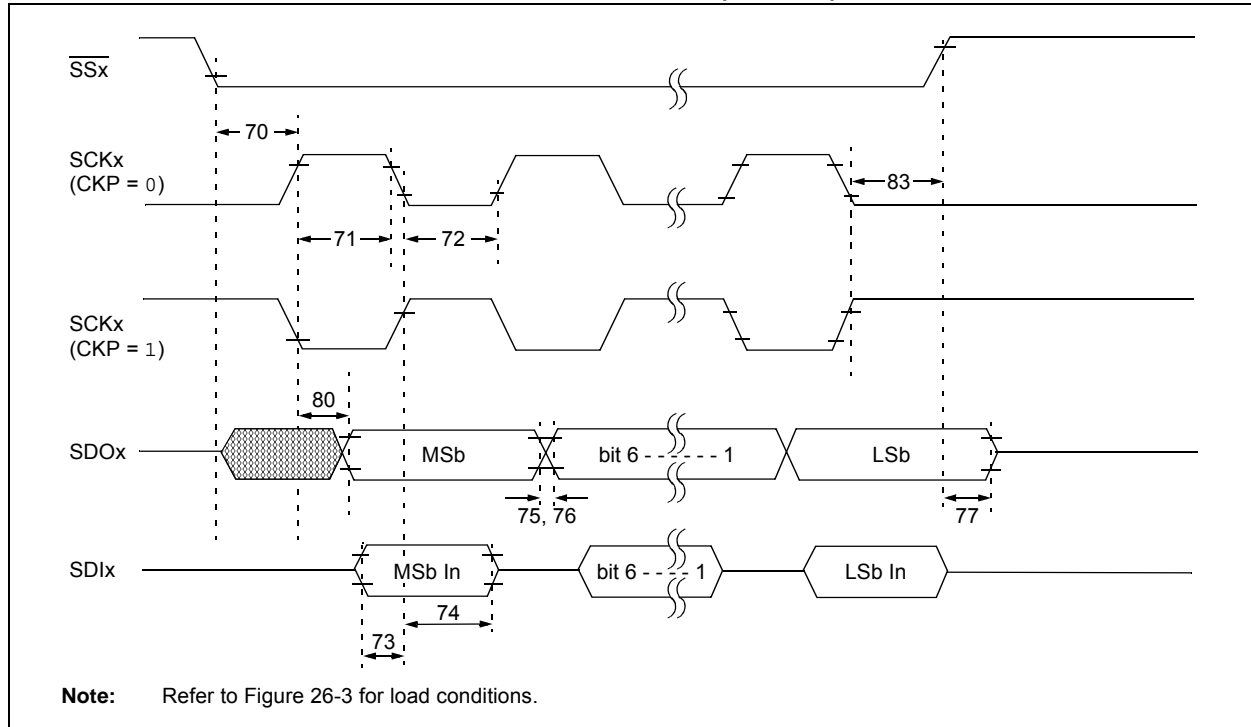 SSx
70
SCKx
(CKP = 0)
83
71
72
SCKx
(CKP = 1)
80
SDOx
MSb
bit 6 - - - - - - 1
LSb
75, 76
77
SDIx
MSb In
bit 6 - - - - 1
LSb In
74
73
Note: Refer to Figure 26-3 for load conditions.